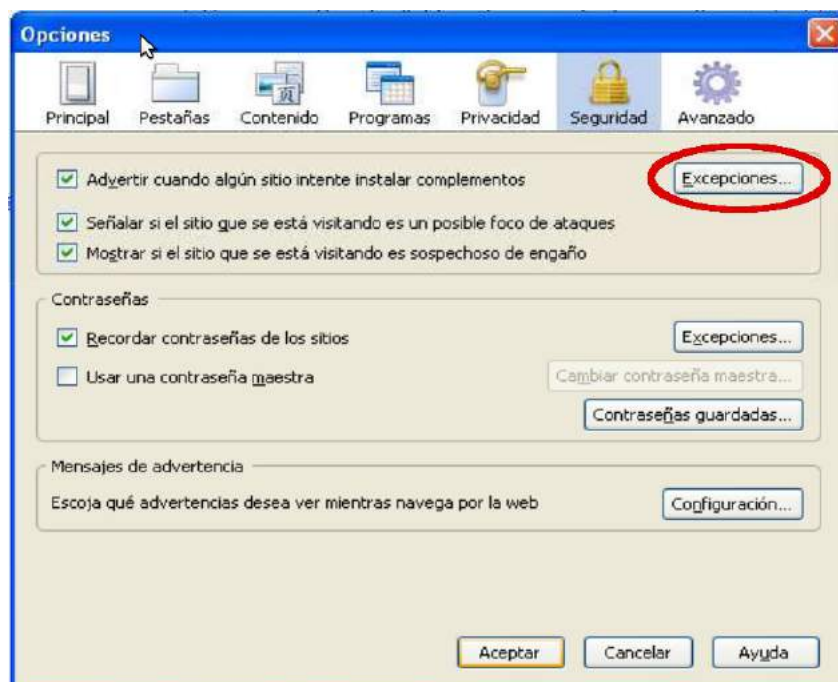 Opciones
Principal Pestañas Contenido Programas Privacidad Seguridad Avanzado
Advertir cuando algún sitio intente instalar complementos Excepciones...
Señalar si el sitio que se está visitando es un posible foco de ataques
Mostrar si el sitio que se está visitando es sospechoso de engaño
Contraseñas
Recordar contraseñas de los sitios Excepciones...
Usar una contraseña maestra Cambiar contraseña maestra...
Contraseñas guardadas...
Mensajes de advertencia
Escoja qué advertencias desea ver mientras navega por la web Configuración...
Aceptar Cancelar Ayuda